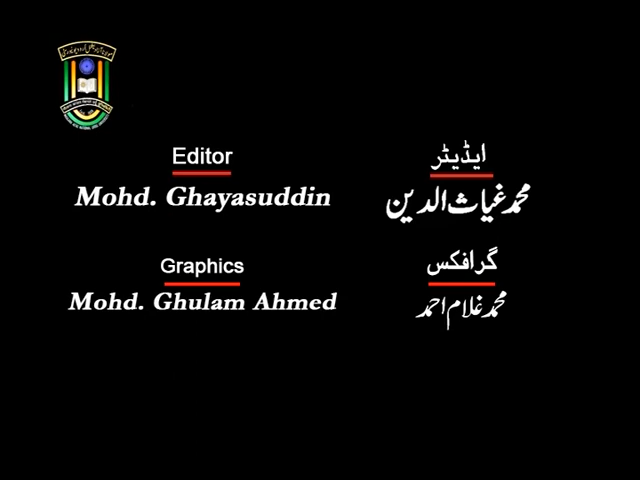 Editor ایڈیٹر
Mohd. Ghayasuddin محمد غیاث الدین
Graphics گرافکس
Mohd. Ghulam Ahmed محمد غلام احمد